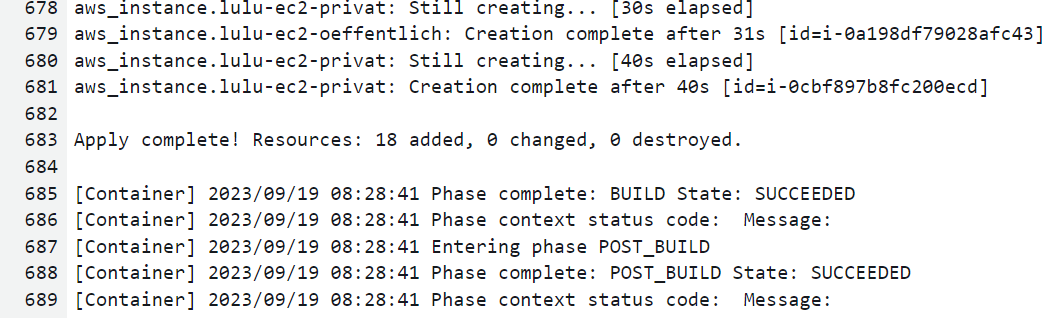 678 aws_instance.lulu-ec2-privat: Still creating... [30s elapsed]
679 aws_instance.lulu-ec2-oeffentlich: Creation complete after 31s [id=i-0a198df79028afc43]
680 aws_instance.lulu-ec2-privat: Still creating... [40s elapsed]
681 aws_instance.lulu-ec2-privat: Creation complete after 40s [id=i-0cbf897b8fc200ecd]
682
683 Apply complete! Resources: 18 added, 0 changed, 0 destroyed.
684
685 [Container] 2023/09/19 08:28:41 Phase complete: BUILD State: SUCCEEDED
686 [Container] 2023/09/19 08:28:41 Phase context status code:  Message:
687 [Container] 2023/09/19 08:28:41 Entering phase POST_BUILD
688 [Container] 2023/09/19 08:28:41 Phase complete: POST_BUILD State: SUCCEEDED
689 [Container] 2023/09/19 08:28:41 Phase context status code:  Message: